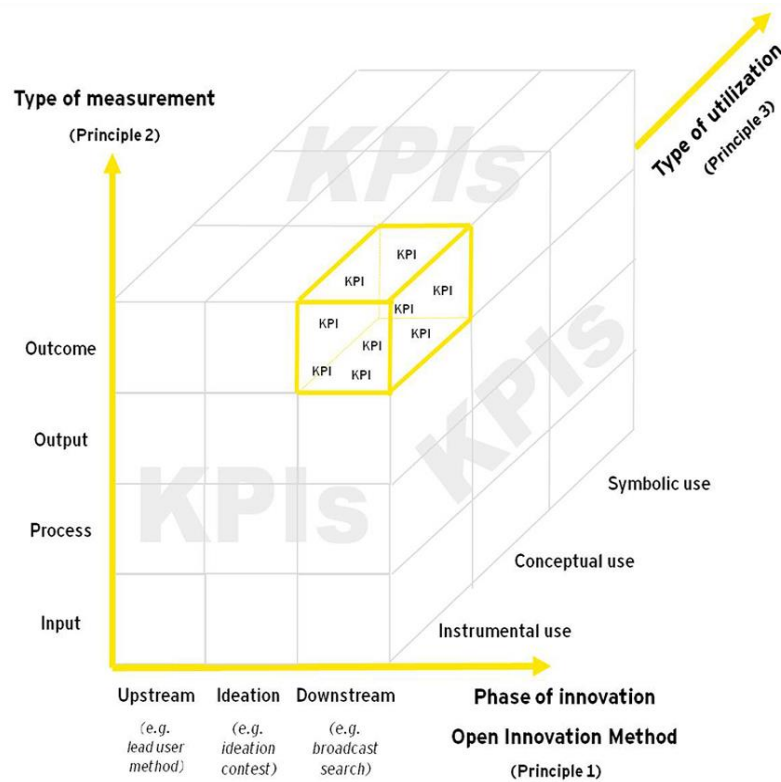 Type of measurement
(Principle 2)
Type of utilization
(Principle 3)
KPIs
KPI
KPI
KPI
KPI
KPI
KPI
KPI
KPI
KPI
Outcome
Output
Process
Input
KPIs
KPIs
Symbolic use
Conceptual use
Instrumental use
Upstream
(e.g.
lead user
method)
Ideation
(e.g.
ideation
contest)
Downstream
(e.g.
broadcast
search)
Phase of innovation
Open Innovation Method
(Principle 1)